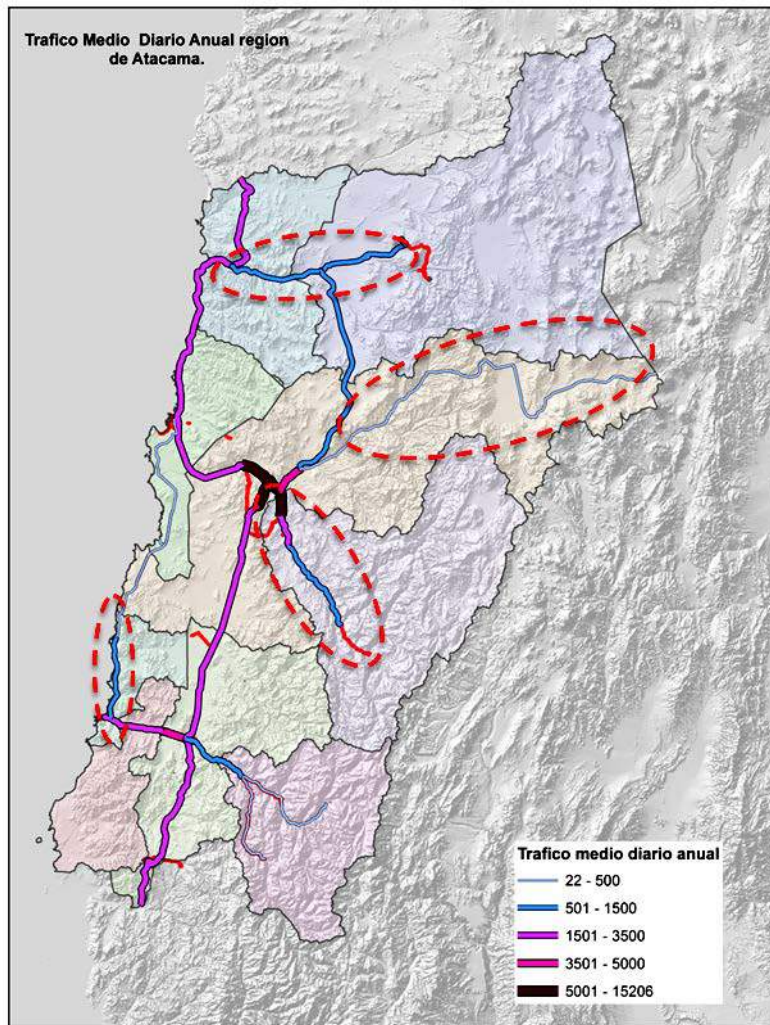 Trafico Medio Diario Anual region
de Atacama.
Trafico medio diario anual
22 - 500
501 - 1500
1501 - 3500
3501 - 5000
5001 - 15206